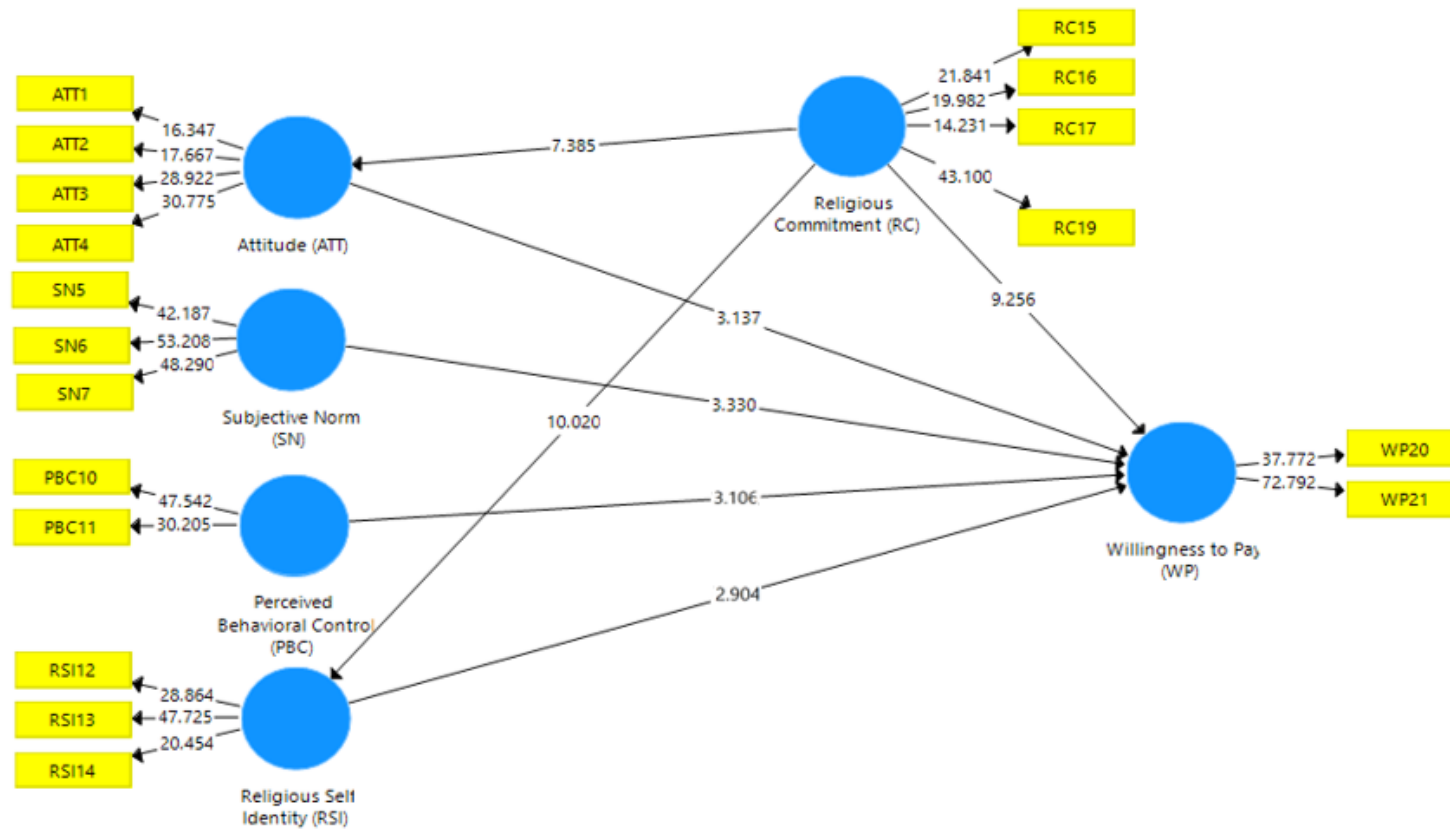 RC15
21.841
RC16
19.982
RC17
14.231
43.100
RC19
Religious
Commitment (RC)
ATT1
16.347
ATT2
17.667
ATT3
28.922
30.775
ATT4
Attitude (ATT)
7.385
SN5
42.187
SN6
53.208
48.290
SN7
Subjective Norm
(SN)
9.256
3.137
3.330
10.020
PBC10
47.542
PBC11
30.205
Perceived
Behavioral Control
(PBC)
3.106
2.904
WP20
37.772
72.792
WP21
Willingness to Pay
(WP)
RSI12
28.864
RSI13
47.725
20.454
RSI14
Religious Self
Identity (RSI)